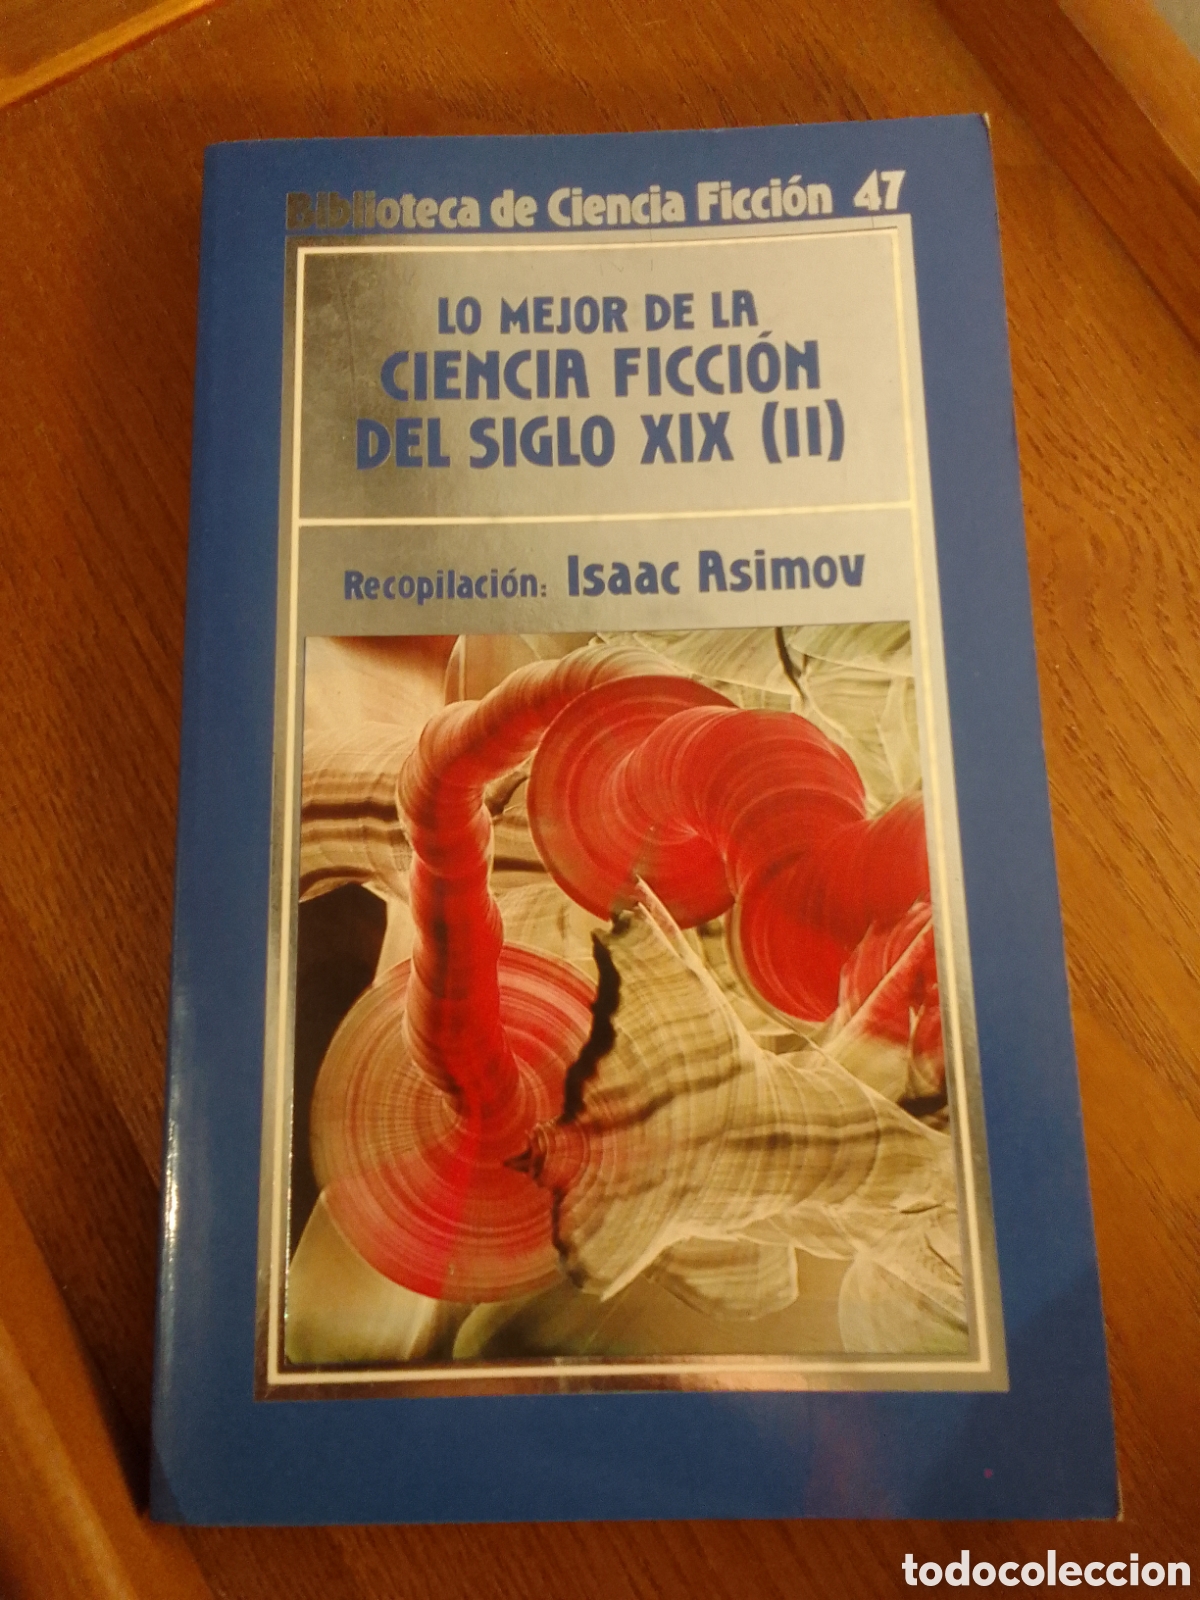 Biblioteca de Ciencia Ficción 47
LO MEJOR DE LA
CIENCIA FICCIÓN
DEL SIGLO XIX (II)
Recopilación: Isaac Asimov
todocoleccion